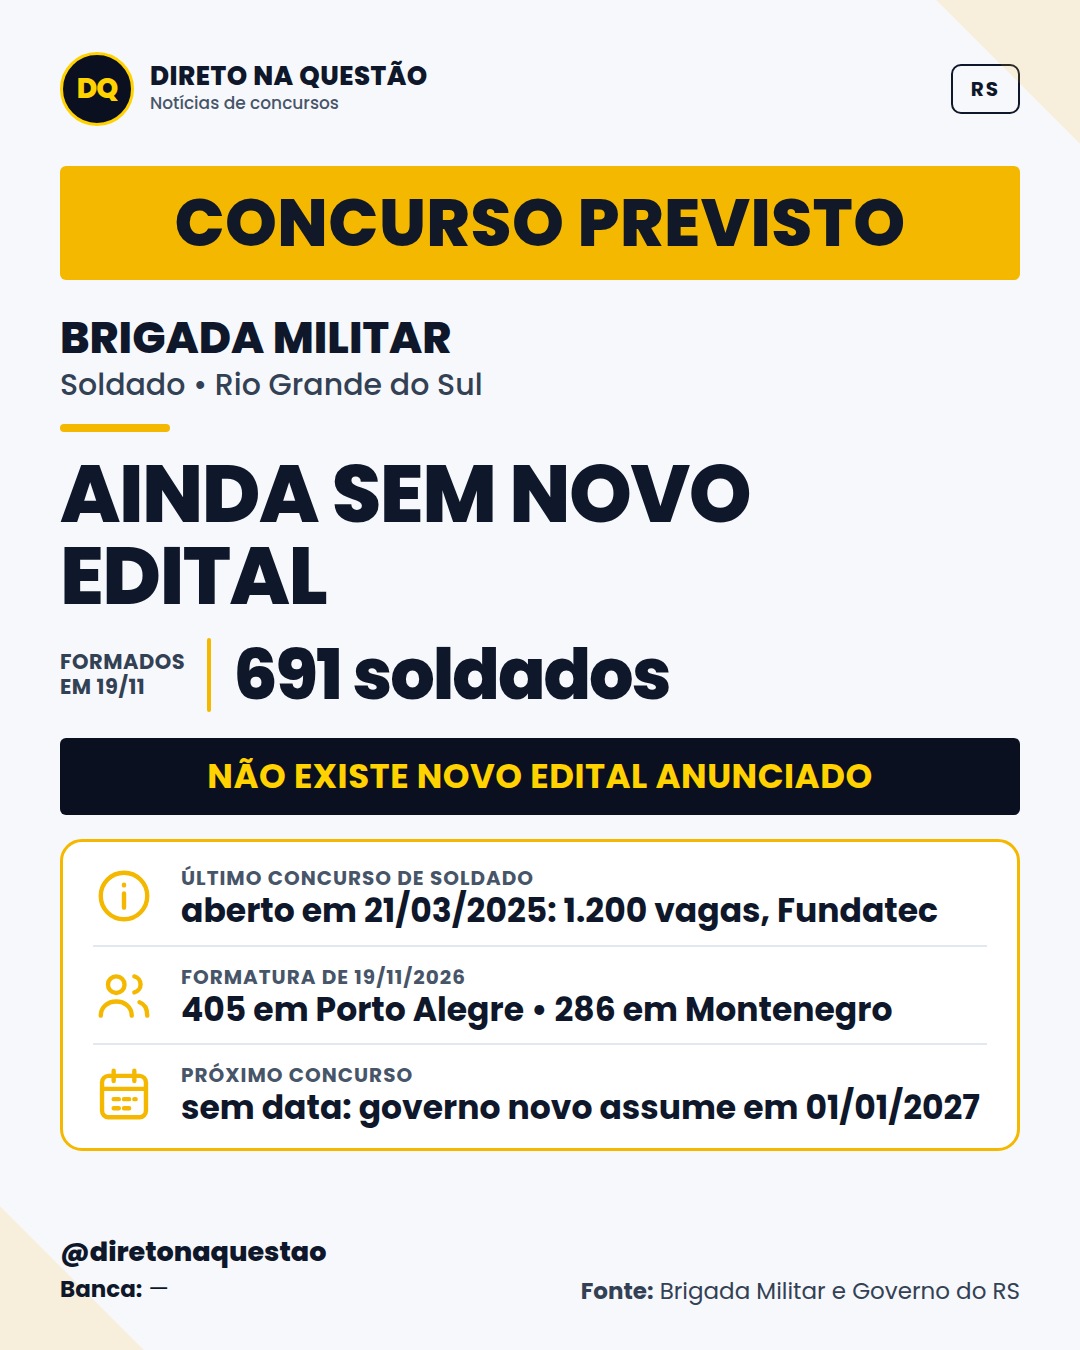 DQ
DIRETO NA QUESTÃO
Notícias de concursos
RS
CONCURSO PREVISTO
BRIGADA MILITAR
Soldado • Rio Grande do Sul
AINDA SEM NOVO
EDITAL
FORMADOS
EM 19/11
691 soldados
NÃO EXISTE NOVO EDITAL ANUNCIADO
ÚLTIMO CONCURSO DE SOLDADO
aberto em 21/03/2025: 1.200 vagas, Fundatec
FORMATURA DE 19/11/2026
405 em Porto Alegre • 286 em Montenegro
PRÓXIMO CONCURSO
sem data: governo novo assume em 01/01/2027
@diretonaquestao
Banca: —
Fonte: Brigada Militar e Governo do RS